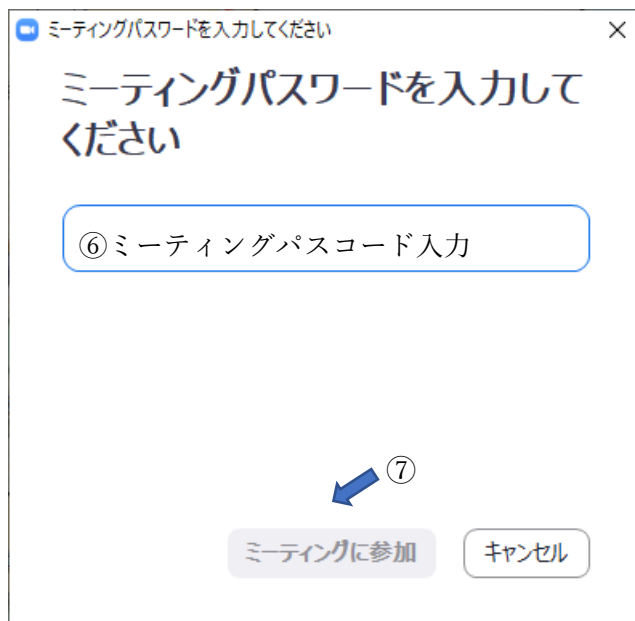 ミーティングパスワードを入力してください
ミーティングパスワードを入力して
ください
⑥ミーティングパスコード入力
⑦
ミーティングに参加
キャンセル